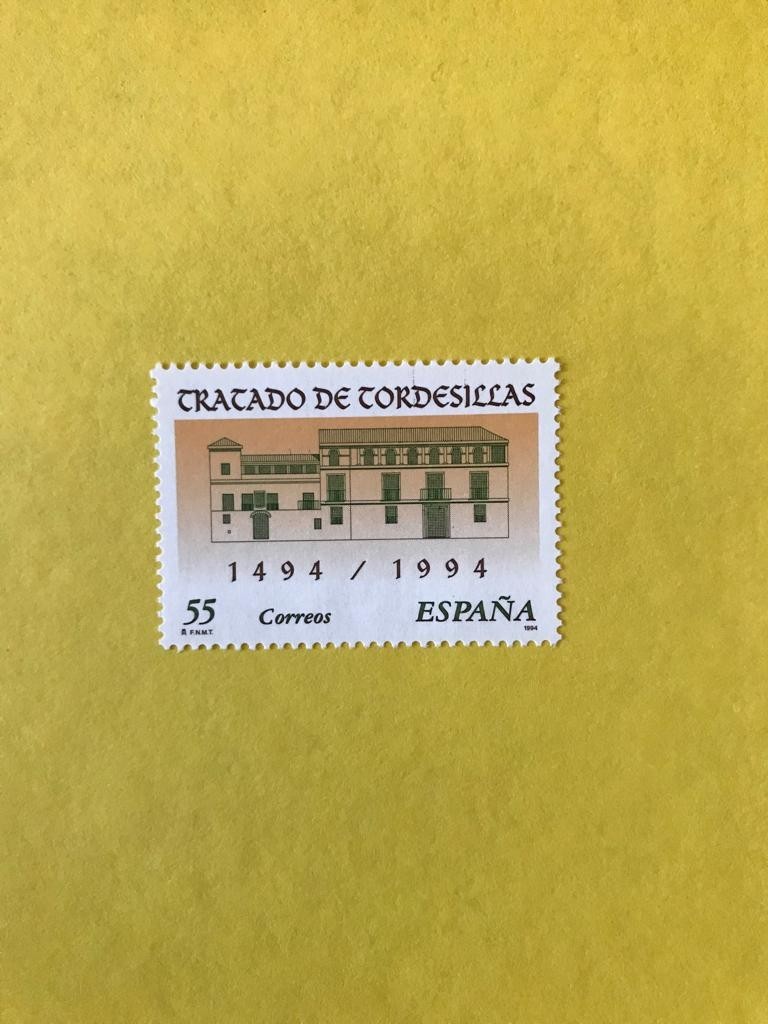 TRATADO DE TORDESILLAS
1494 / 1994
55 Correos ESPAÑA
F.N.M.T. 1994